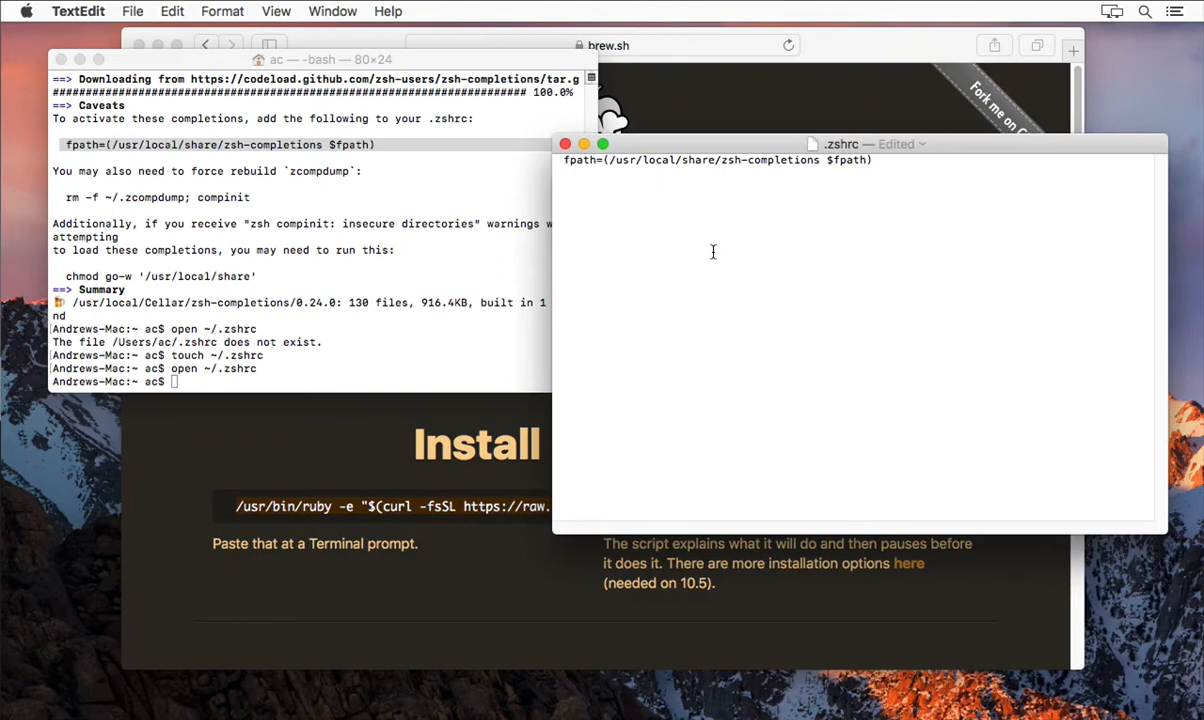 TextEdit File Edit Format View Window Help
brew.sh
ac — -bash — 80×24
==> Downloading from https://codeload.github.com/zsh-users/zsh-completions/tar.g
######################################################################## 100.0%
==> Caveats
To activate these completions, add the following to your .zshrc:
fpath=(/usr/local/share/zsh-completions $fpath)
You may also need to force rebuild `zcompdump`:
rm -f ~/.zcompdump; compinit
Additionally, if you receive "zsh compinit: insecure directories" warnings w
attempting
to load these completions, you may need to run this:
chmod go-w '/usr/local/share'
==> Summary
/usr/local/Cellar/zsh-completions/0.24.0: 130 files, 916.4KB, built in 1
nd
[Andrews-Mac:~ ac$ open ~/.zshrc
The file /Users/ac/.zshrc does not exist.
[Andrews-Mac:~ ac$ touch ~/.zshrc
[Andrews-Mac:~ ac$ open ~/.zshrc
Andrews-Mac:~ ac$
.zshrc — Edited
fpath=(/usr/local/share/zsh-completions $fpath)
Fork me on G
Install
/usr/bin/ruby -e "$(curl -fsSL https://raw.
Paste that at a Terminal prompt.
The script explains what it will do and then pauses before
it does it. There are more installation options here
(needed on 10.5).